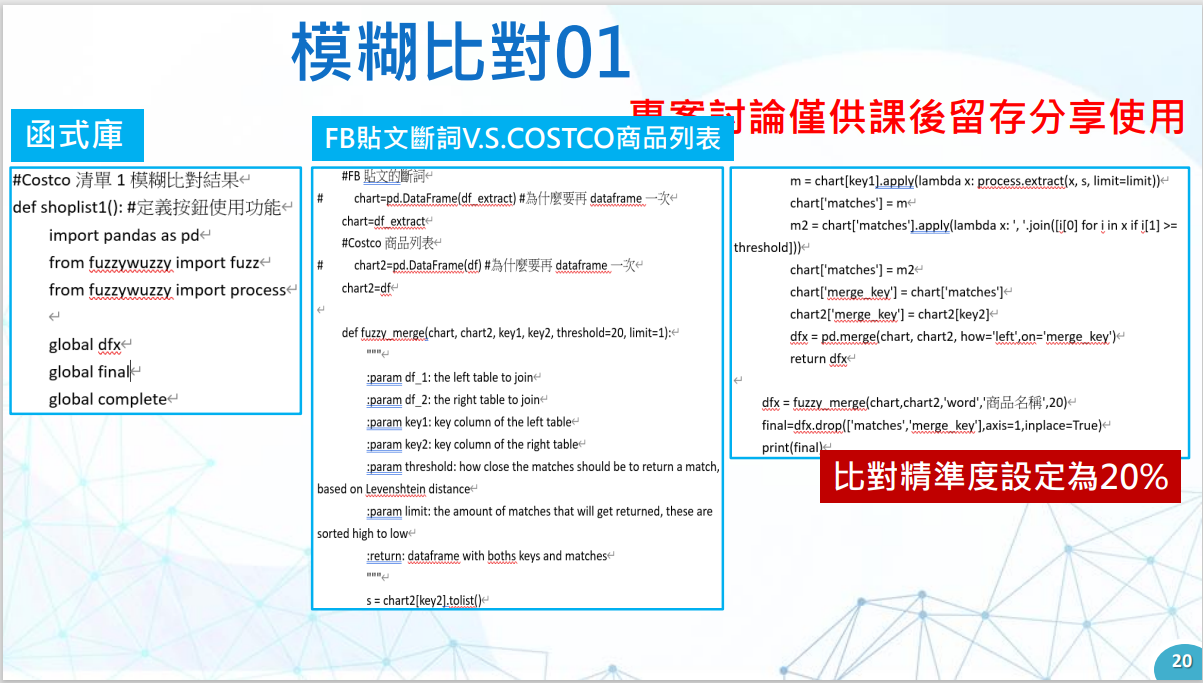 模糊比對01
專案討論僅供課後留存分享使用
函式庫
#Costco 清單 1 模糊比對結果
def shoplist1(): #定義按鈕使用功能
import pandas as pd
from fuzzywuzzy import fuzz
from fuzzywuzzy import process
global dfx
global final
global complete
FB貼文斷詞V.S.COSTCO商品列表
#FB 貼文的斷詞
# chart=pd.DataFrame(df_extract) #為什麼要再 dataframe 一次
chart=df_extract
#Costco 商品列表
# chart2=pd.DataFrame(df) #為什麼要再 dataframe 一次
chart2=df
def fuzzy_merge(chart, chart2, key1, key2, threshold=20, limit=1):
"""
:param df_1: the left table to join
:param df_2: the right table to join
:param key1: key column of the left table
:param key2: key column of the right table
:param threshold: how close the matches should be to return a match,
based on Levenshtein distance
:param limit: the amount of matches that will get returned, these are
sorted high to low
:return: dataframe with boths keys and matches
"""
s = chart2[key2].tolist()
m = chart[key1].apply(lambda x: process.extract(x, s, limit=limit))
chart['matches'] = m
m2 = chart['matches'].apply(lambda x: ', '.join([i[0] for i in x if i[1] >=
threshold]))
chart['matches'] = m2
chart['merge_key'] = chart['matches']
chart2['merge_key'] = chart2[key2]
dfx = pd.merge(chart, chart2, how='left',on='merge_key')
return dfx
dfx = fuzzy_merge(chart,chart2,'word','商品名稱',20)
final=dfx.drop(['matches','merge_key'],axis=1,inplace=True)
print(final)
比對精準度設定為20%
20